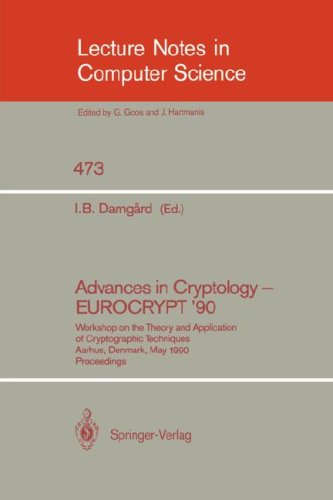 Lecture Notes in
Computer Science
Edited by G. Goos and J. Hartmanis
473
I.B. Damgård (Ed.)
Advances in Cryptology –
EUROCRYPT '90
Workshop on the Theory and Application
of Cryptographic Techniques
Aarhus, Denmark, May 1990
Proceedings
Springer-Verlag